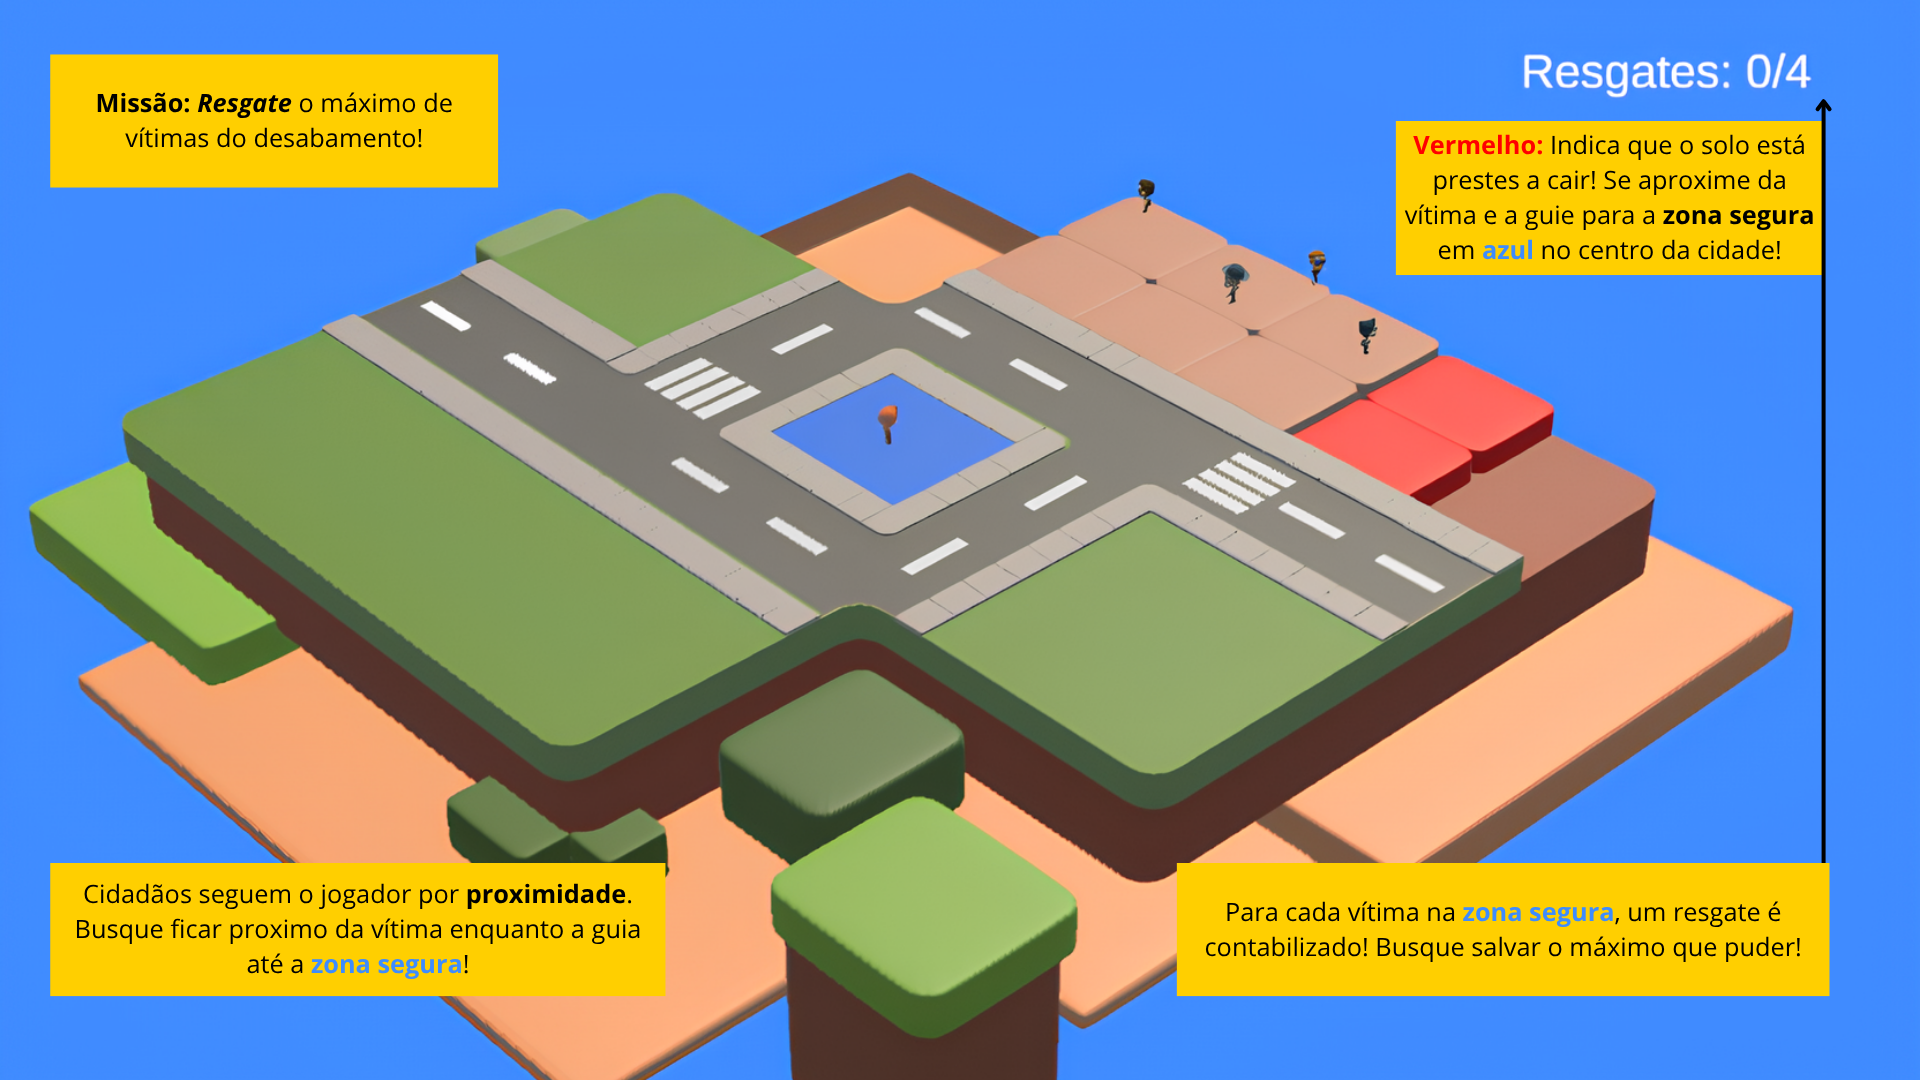 Missão: Resgate o máximo de
vítimas do desabamento!
Resgates: 0/4
Vermelho: Indica que o solo está
prestes a cair! Se aproxime da
vítima e a guie para a zona segura
em azul no centro da cidade!
Cidadãos seguem o jogador por proximidade.
Busque ficar proximo da vítima enquanto a guia
até a zona segura!
Para cada vítima na zona segura, um resgate é
contabilizado! Busque salvar o máximo que puder!